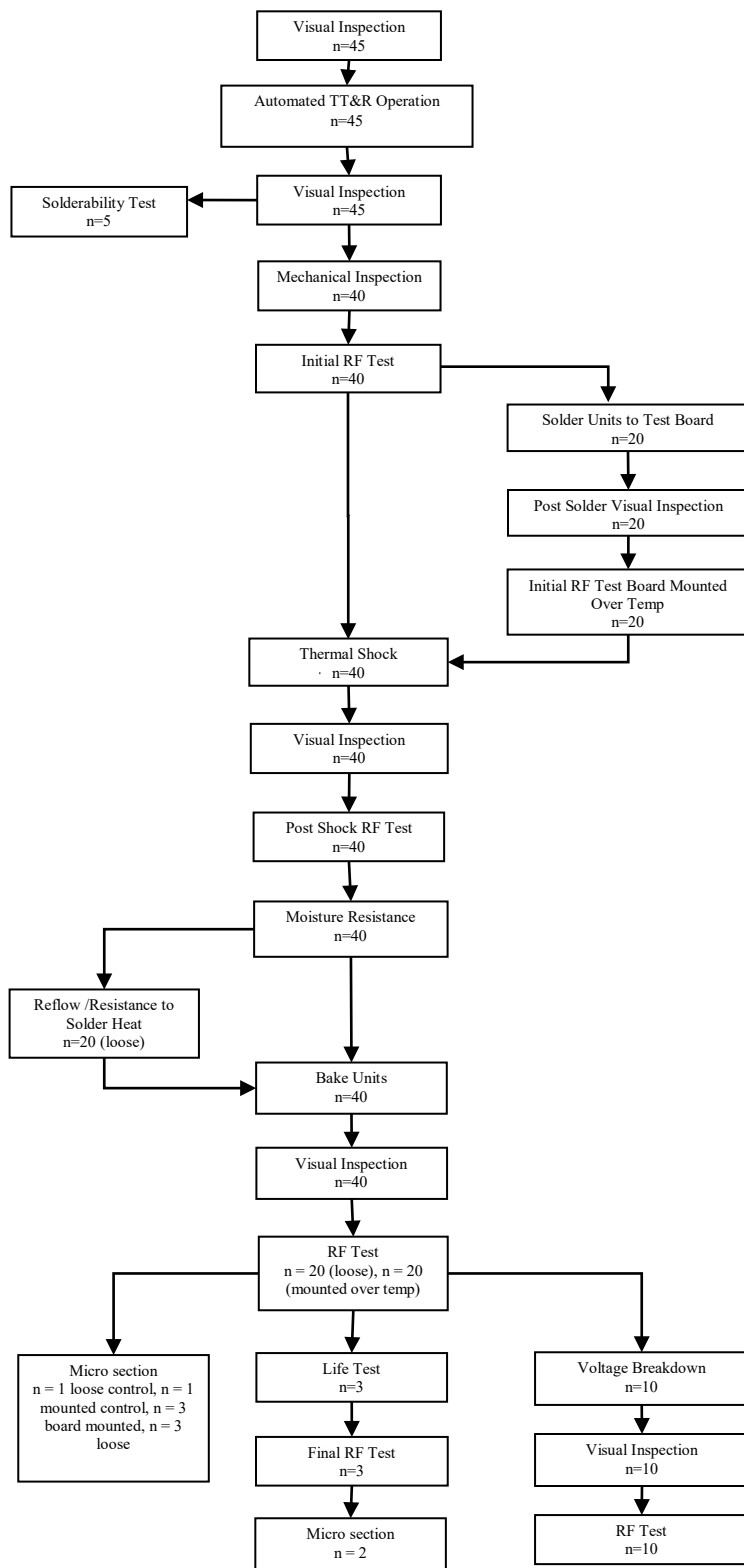 Visual Inspection
n=45
Automated TT&R Operation
n=45
Visual Inspection
n=45
Solderability Test
n=5
Mechanical Inspection
n=40
Initial RF Test
n=40
Solder Units to Test Board
n=20
Post Solder Visual Inspection
n=20
Initial RF Test Board Mounted
Over Temp
n=20
Thermal Shock
n=40
Visual Inspection
n=40
Post Shock RF Test
n=40
Moisture Resistance
n=40
Reflow /Resistance to
Solder Heat
n=20 (loose)
Bake Units
n=40
Visual Inspection
n=40
RF Test
n = 20 (loose), n = 20
(mounted over temp)
Micro section
n = 1 loose control, n = 1
mounted control, n = 3
board mounted, n = 3
loose
Life Test
n=3
Final RF Test
n=3
Micro section
n = 2
Voltage Breakdown
n=10
Visual Inspection
n=10
RF Test
n=10